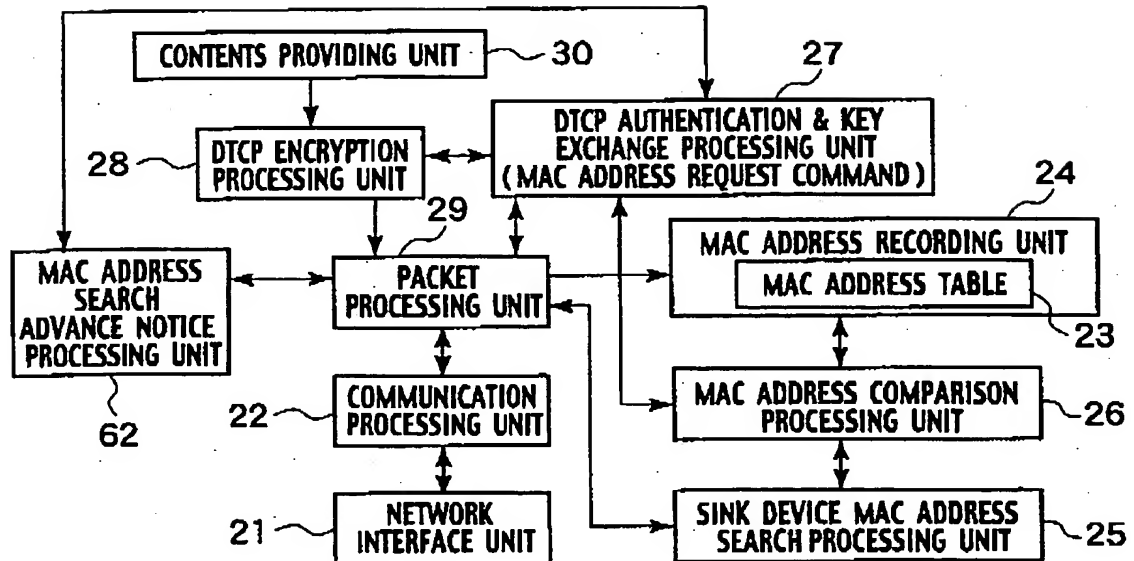 CONTENTS PROVIDING UNIT
30
27
DTCP AUTHENTICATION & KEY
EXCHANGE PROCESSING UNIT
(MAC ADDRESS REQUEST COMMAND)
28
DTCP ENCRYPTION
PROCESSING UNIT
29
24
MAC ADDRESS RECORDING UNIT
MAC ADDRESS TABLE
23
MAC ADDRESS
SEARCH
ADVANCE NOTICE
PROCESSING UNIT
62
PACKET
PROCESSING UNIT
22
COMMUNICATION
PROCESSING UNIT
MAC ADDRESS COMPARISON
PROCESSING UNIT
26
21
NETWORK
INTERFACE UNIT
SINK DEVICE MAC ADDRESS
SEARCH PROCESSING UNIT
25